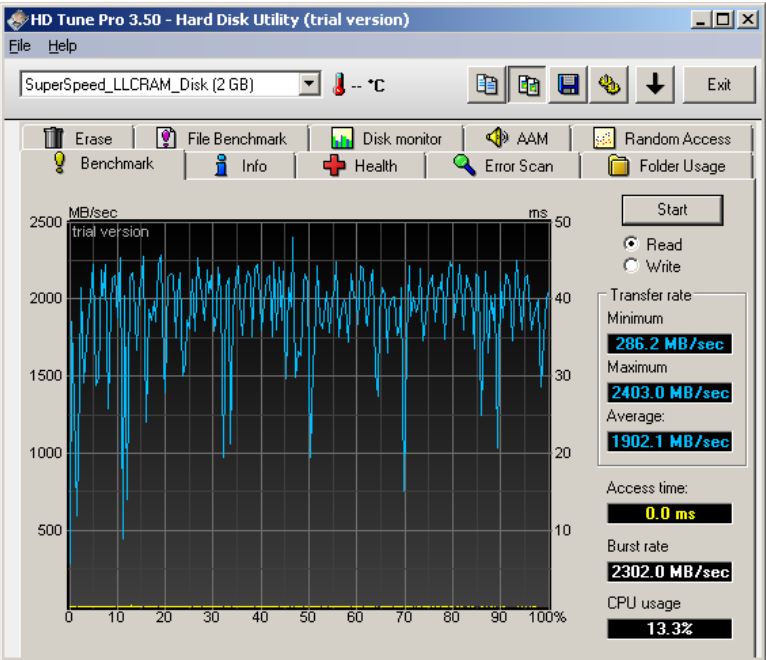 HD Tune Pro 3.50 - Hard Disk Utility (trial version)
File Help
SuperSpeed_LLCRAM_Disk (2 GB) -- °C Exit
Erase File Benchmark Disk monitor AAM Random Access
Benchmark Info Health Error Scan Folder Usage
MB/sec ms
trial version
2500 50
2000 40
1500 30
1000 20
500 10
0 10 20 30 40 50 60 70 80 90 100%
Start
Read
Write
Transfer rate
Minimum
286.2 MB/sec
Maximum
2403.0 MB/sec
Average:
1902.1 MB/sec
Access time:
0.0 ms
Burst rate
2302.0 MB/sec
CPU usage
13.3%